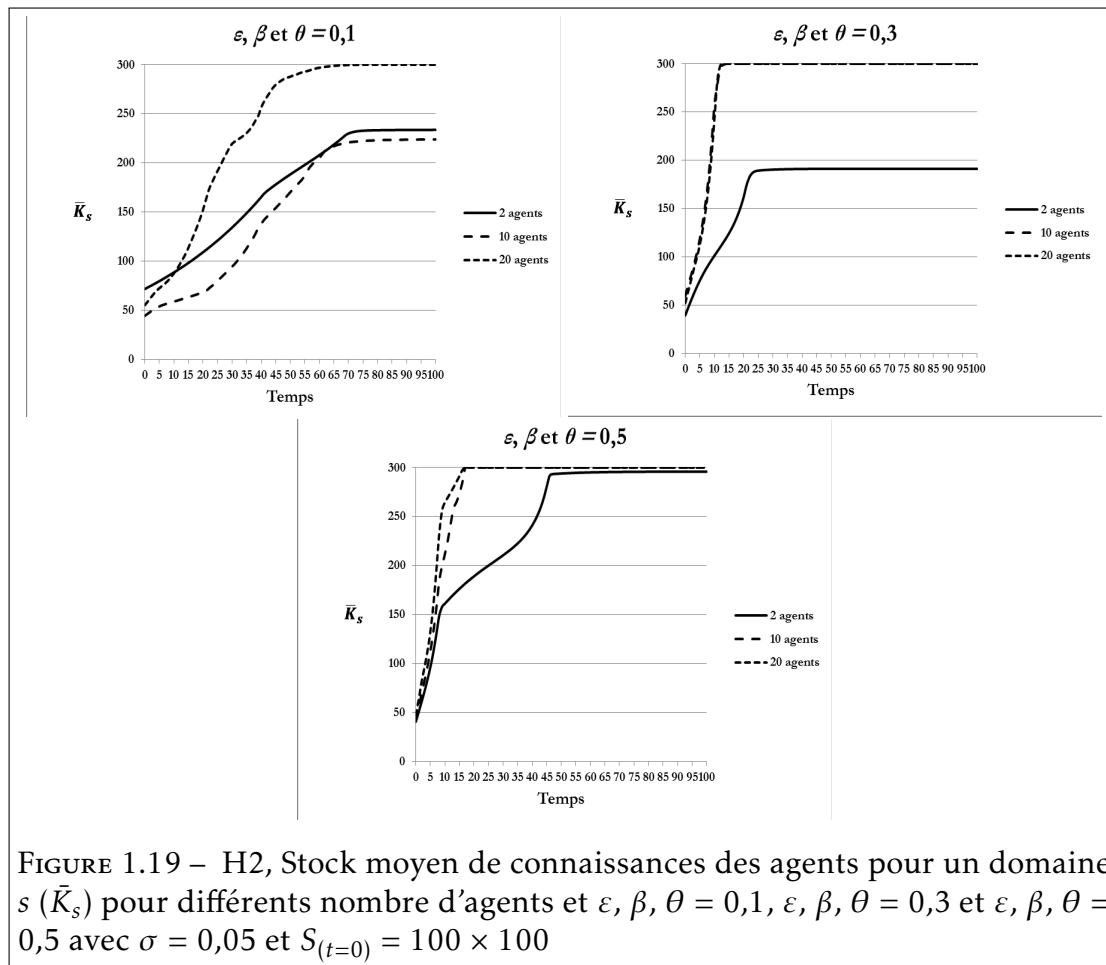 ε, β et θ = 0,1
300
250
200
150
100
50
0
K̄s
0 5 10 15 20 25 30 35 40 45 50 55 60 65 70 75 80 85 90 95100
Temps
2 agents
10 agents
20 agents
ε, β et θ = 0,3
300
250
200
150
100
50
0
K̄s
0 5 10 15 20 25 30 35 40 45 50 55 60 65 70 75 80 85 90 95100
Temps
2 agents
10 agents
20 agents
ε, β et θ = 0,5
300
250
200
150
100
50
0
K̄s
0 5 10 15 20 25 30 35 40 45 50 55 60 65 70 75 80 85 90 95100
Temps
2 agents
10 agents
20 agents
FIGURE 1.19 – H2, Stock moyen de connaissances des agents pour un domaine
s (K̄s) pour différents nombre d'agents et ε, β, θ = 0,1, ε, β, θ = 0,3 et ε, β, θ =
0,5 avec σ = 0,05 et S(t=0) = 100 × 100